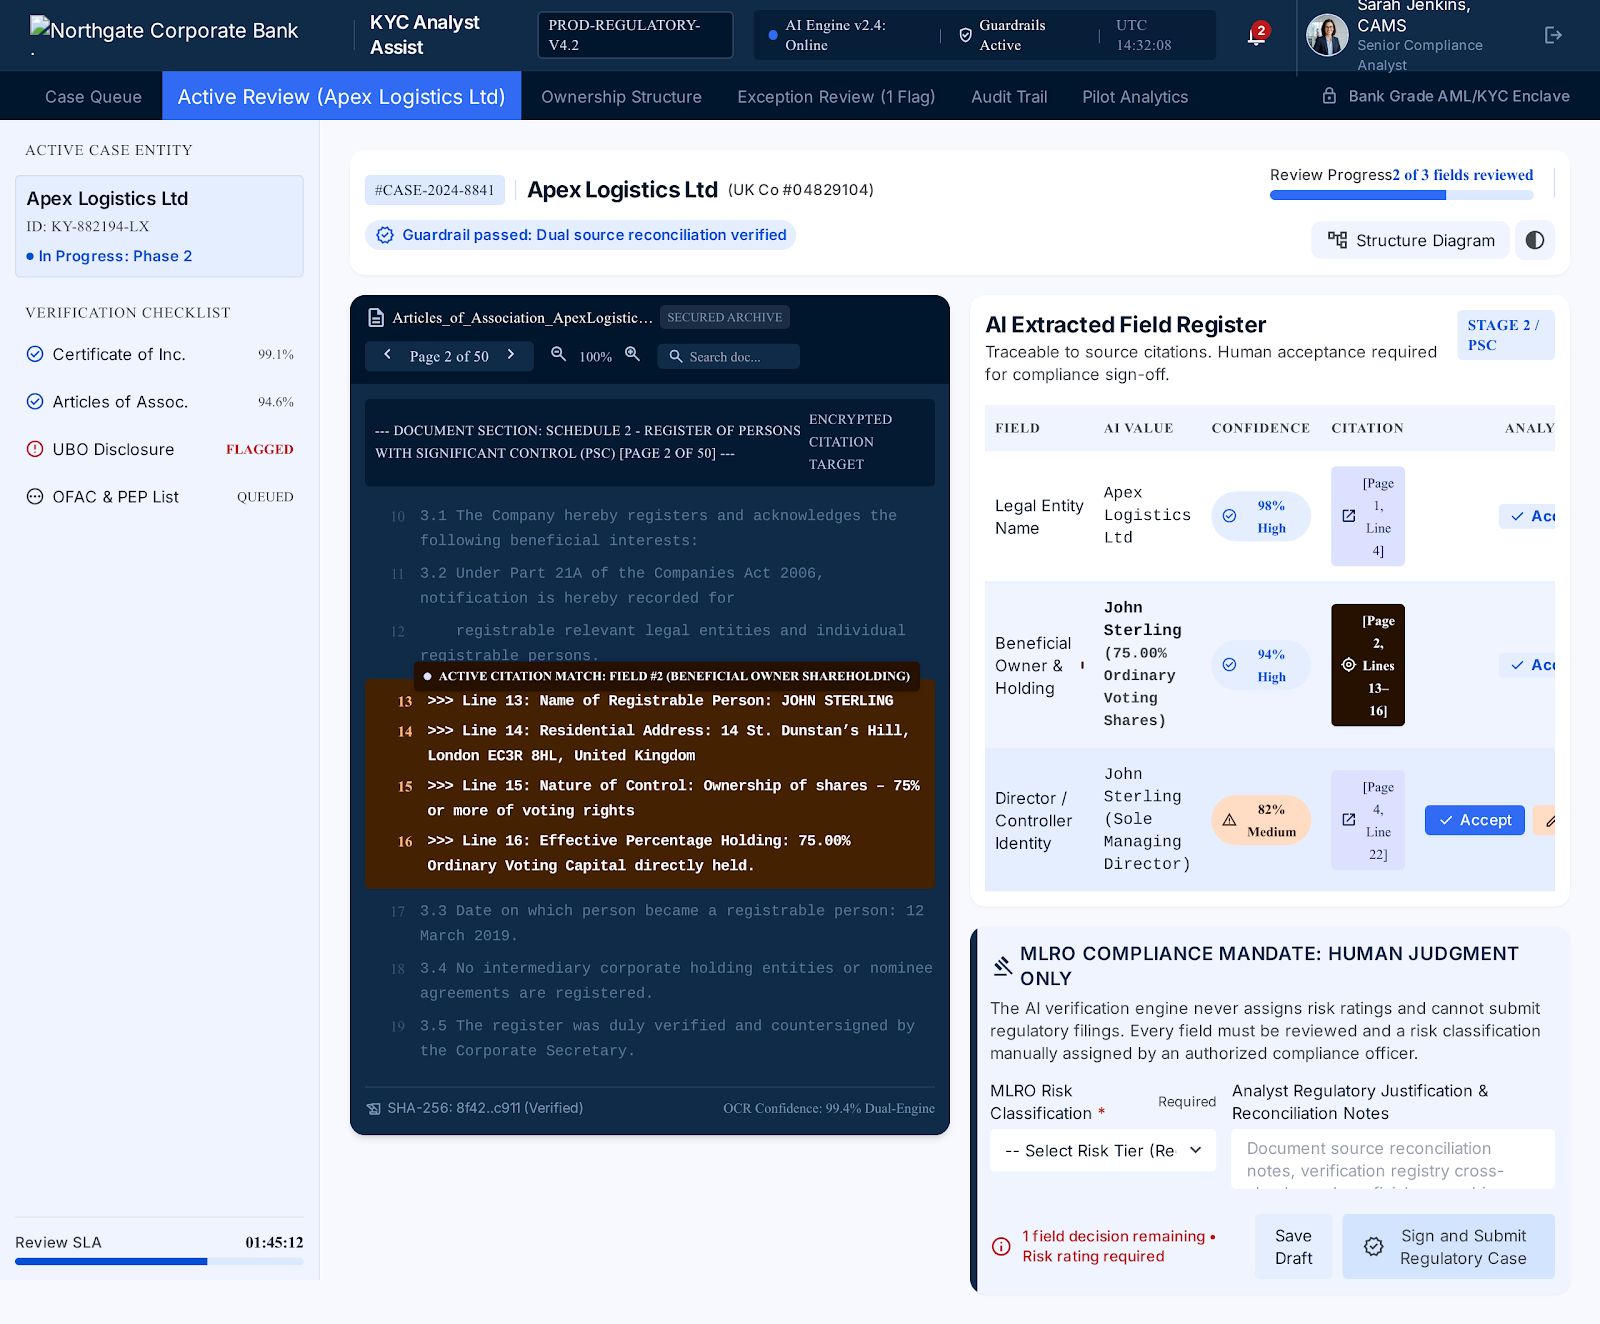 Northgate Corporate Bank
KYC Analyst
Assist
PROD-REGULATORY-
V4.2
AI Engine v2.4:
Online
Guardrails
Active
UTC
14:32:08
2
Sarah Jenkins,
CAMS
Senior Compliance
Analyst
Case Queue
Active Review (Apex Logistics Ltd)
Ownership Structure
Exception Review (1 Flag)
Audit Trail
Pilot Analytics
Bank Grade AML/KYC Enclave
ACTIVE CASE ENTITY
Apex Logistics Ltd
ID: KY-882194-LX
In Progress: Phase 2
VERIFICATION CHECKLIST
Certificate of Inc. 99.1%
Articles of Assoc. 94.6%
UBO Disclosure FLAGGED
OFAC & PEP List QUEUED
Review SLA 01:45:12
#CASE-2024-8841
Apex Logistics Ltd (UK Co #04829104)
Guardrail passed: Dual source reconciliation verified
Review Progress 2 of 3 fields reviewed
Structure Diagram
Articles_of_Association_ApexLogistic...
SECURED ARCHIVE
Page 2 of 50
100%
Search doc...
--- DOCUMENT SECTION: SCHEDULE 2 - REGISTER OF PERSONS
WITH SIGNIFICANT CONTROL (PSC) [PAGE 2 OF 50] ---
ENCRYPTED
CITATION
TARGET
10 3.1 The Company hereby registers and acknowledges the
following beneficial interests:
11 3.2 Under Part 21A of the Companies Act 2006,
notification is hereby recorded for
12 registrable relevant legal entities and individual
registrable persons.
ACTIVE CITATION MATCH: FIELD #2 (BENEFICIAL OWNER SHAREHOLDING)
13 >>> Line 13: Name of Registrable Person: JOHN STERLING
14 >>> Line 14: Residential Address: 14 St. Dunstan’s Hill,
London EC3R 8HL, United Kingdom
15 >>> Line 15: Nature of Control: Ownership of shares – 75%
or more of voting rights
16 >>> Line 16: Effective Percentage Holding: 75.00%
Ordinary Voting Capital directly held.
17 3.3 Date on which person became a registrable person: 12
March 2019.
18 3.4 No intermediary corporate holding entities or nominee
agreements are registered.
19 3.5 The register was duly verified and countersigned by
the Corporate Secretary.
SHA-256: 8f42..c911 (Verified)
OCR Confidence: 99.4% Dual-Engine
AI Extracted Field Register
Traceable to source citations. Human acceptance required
for compliance sign-off.
STAGE 2 /
PSC
FIELD AI VALUE CONFIDENCE CITATION ANALY
Legal Entity
Name
Apex
Logistics
Ltd
98%
High
[Page
1,
Line
4]
Acc
Beneficial
Owner &
Holding
John
Sterling
(75.00%
Ordinary
Voting
Shares)
94%
High
[Page
2,
Lines
13–
16]
Acc
Director /
Controller
Identity
John
Sterling
(Sole
Managing
Director)
82%
Medium
[Page
4,
Line
22]
Accept
MLRO COMPLIANCE MANDATE: HUMAN JUDGMENT
ONLY
The AI verification engine never assigns risk ratings and cannot submit
regulatory filings. Every field must be reviewed and a risk classification
manually assigned by an authorized compliance officer.
MLRO Risk
Classification *
Required
-- Select Risk Tier (Re
Analyst Regulatory Justification &
Reconciliation Notes
Document source reconciliation
notes, verification registry cross-
1 field decision remaining •
Risk rating required
Save
Draft
Sign and Submit
Regulatory Case